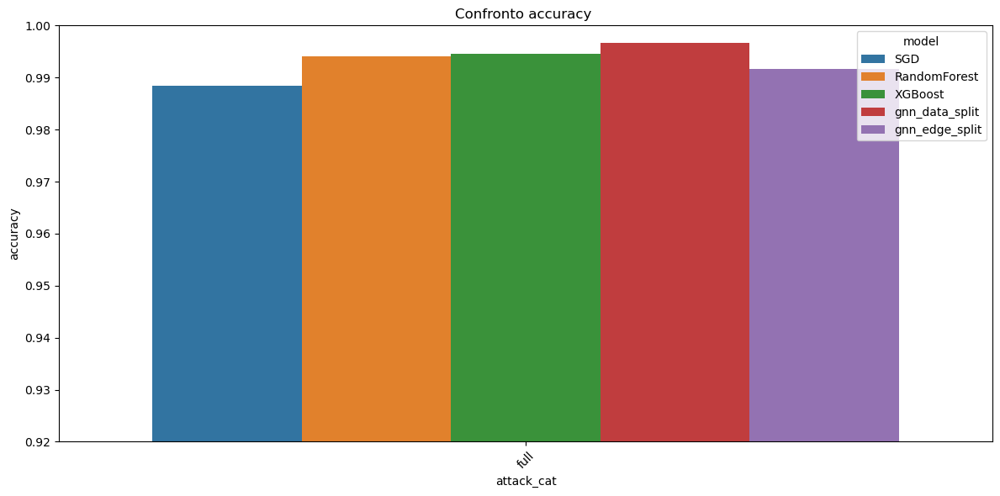 Confronto accuracy
model
SGD
RandomForest
XGBoost
gnn_data_split
gnn_edge_split
accuracy
1.00
0.99
0.98
0.97
0.96
0.95
0.94
0.93
0.92
full
attack_cat